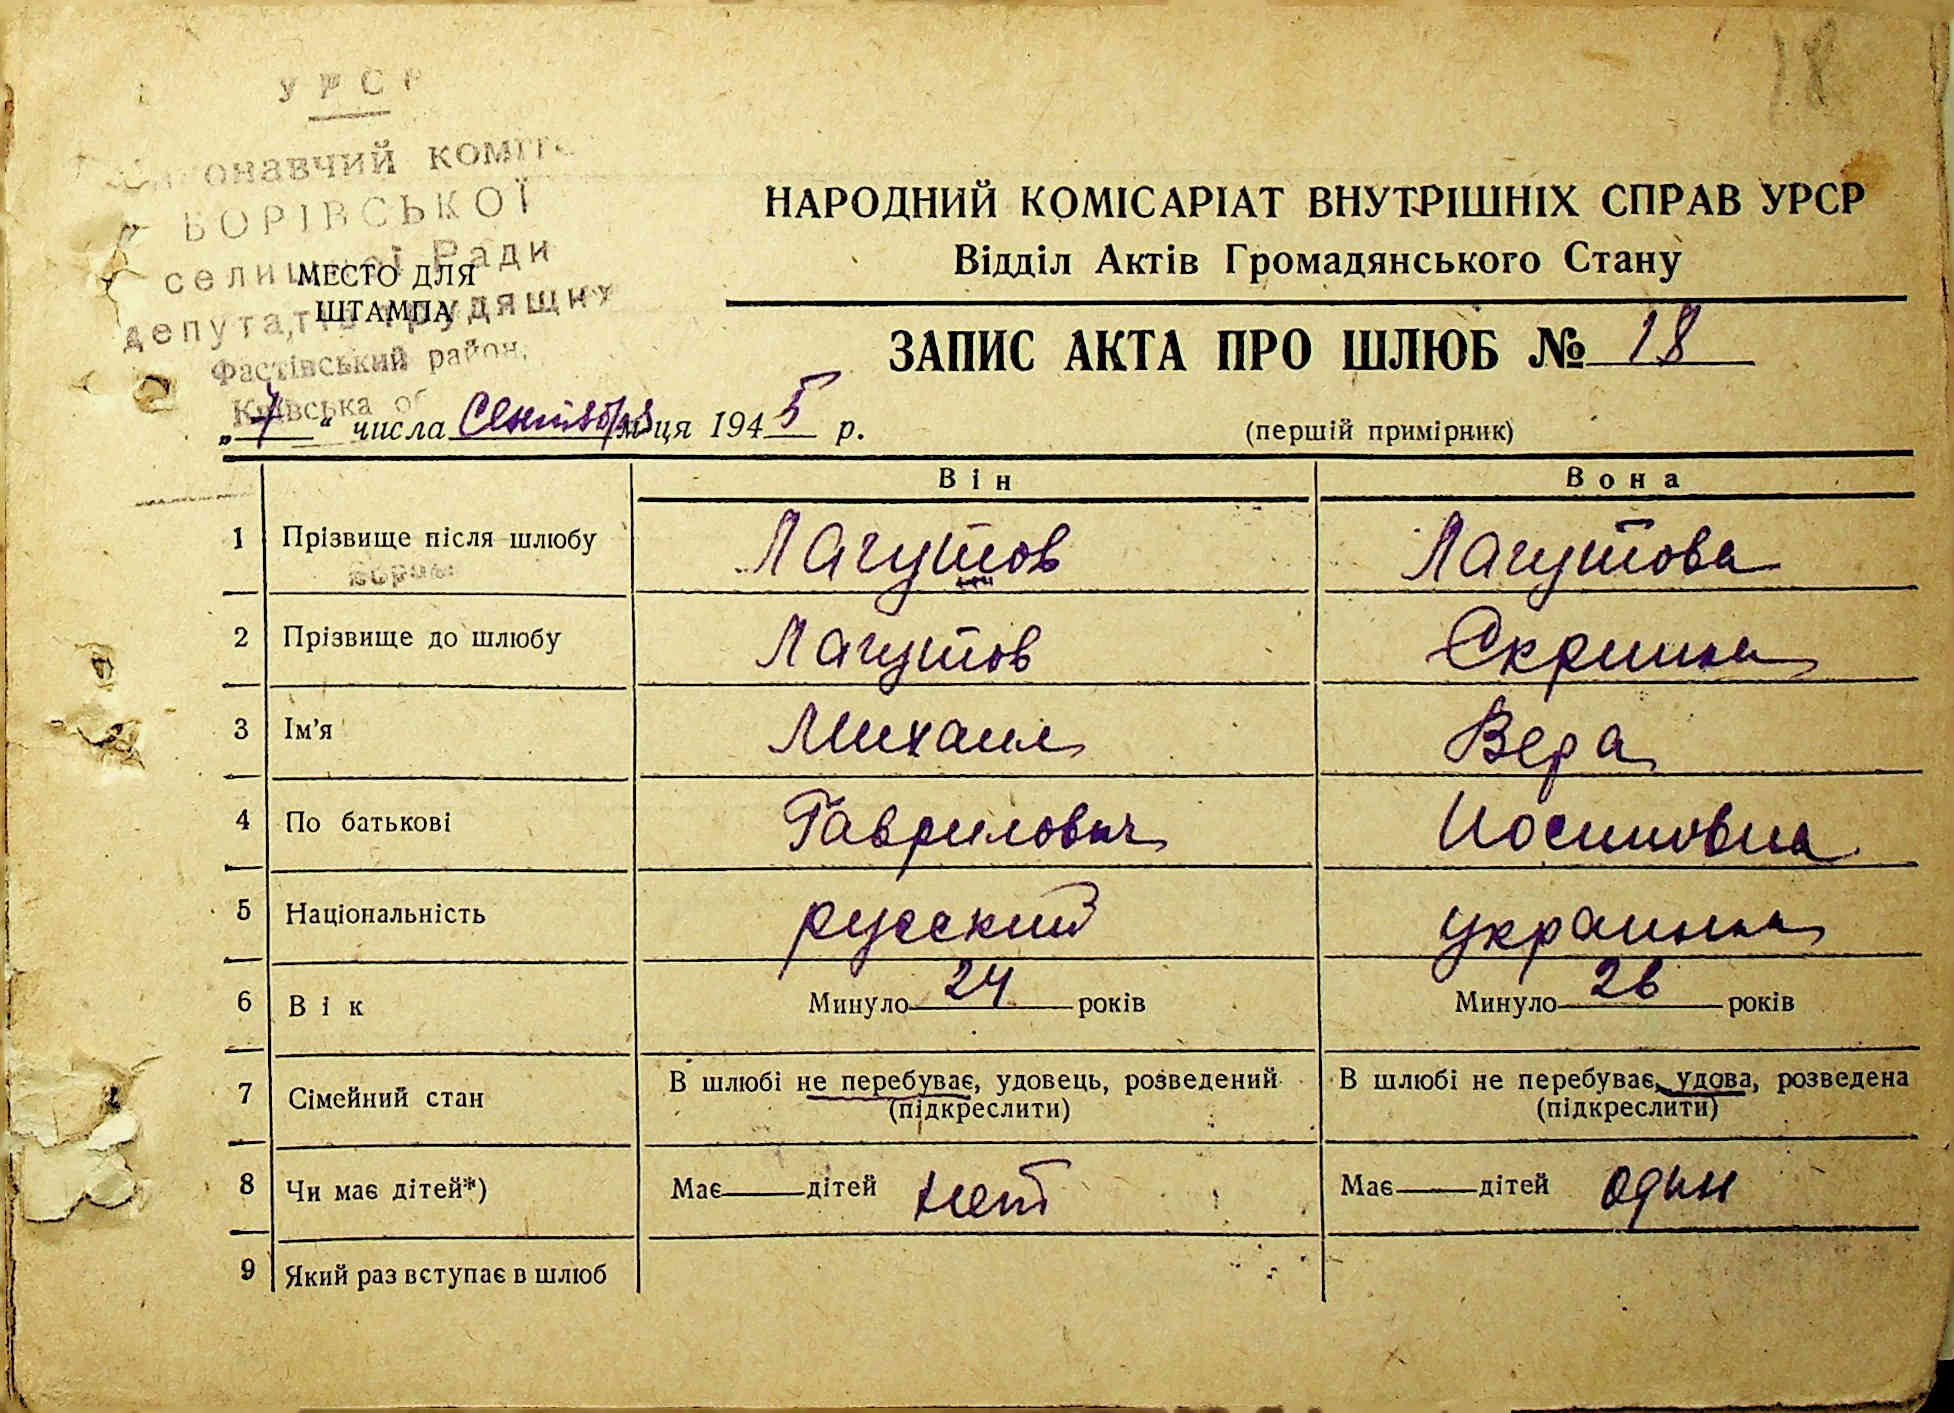 18
УРСР
Виконавчий коміте
БОРІВСЬКОЇ
селищної Ради
МЕСТО ДЛЯ
ШТАМПА
депутатів трудящих
Фастівський район,
Київська об
НАРОДНИЙ КОМІСАРІАТ ВНУТРІШНІХ СПРАВ УРСР
Відділ Актів Громадянського Стану
ЗАПИС АКТА ПРО ШЛЮБ № 18
„7“ числа Сентября м-ця 1945 р.
(першій примірник)
Він Вона
1 Прізвище після шлюбу Лагутов Лагутова
2 Прізвище до шлюбу Лагутов Скрипка
3 Ім'я Михаил Вера
4 По батькові Гаврилович Иосиповна
5 Національність русский украинка
6 Вік Минуло 24 років Минуло 26 років
7 Сімейний стан В шлюбі не перебуває, удовець, розведений В шлюбі не перебуває, удова, розведена
(підкреслити) (підкреслити)
8 Чи має дітей*) Має дітей нет Має дітей один
9 Який раз вступає в шлюб